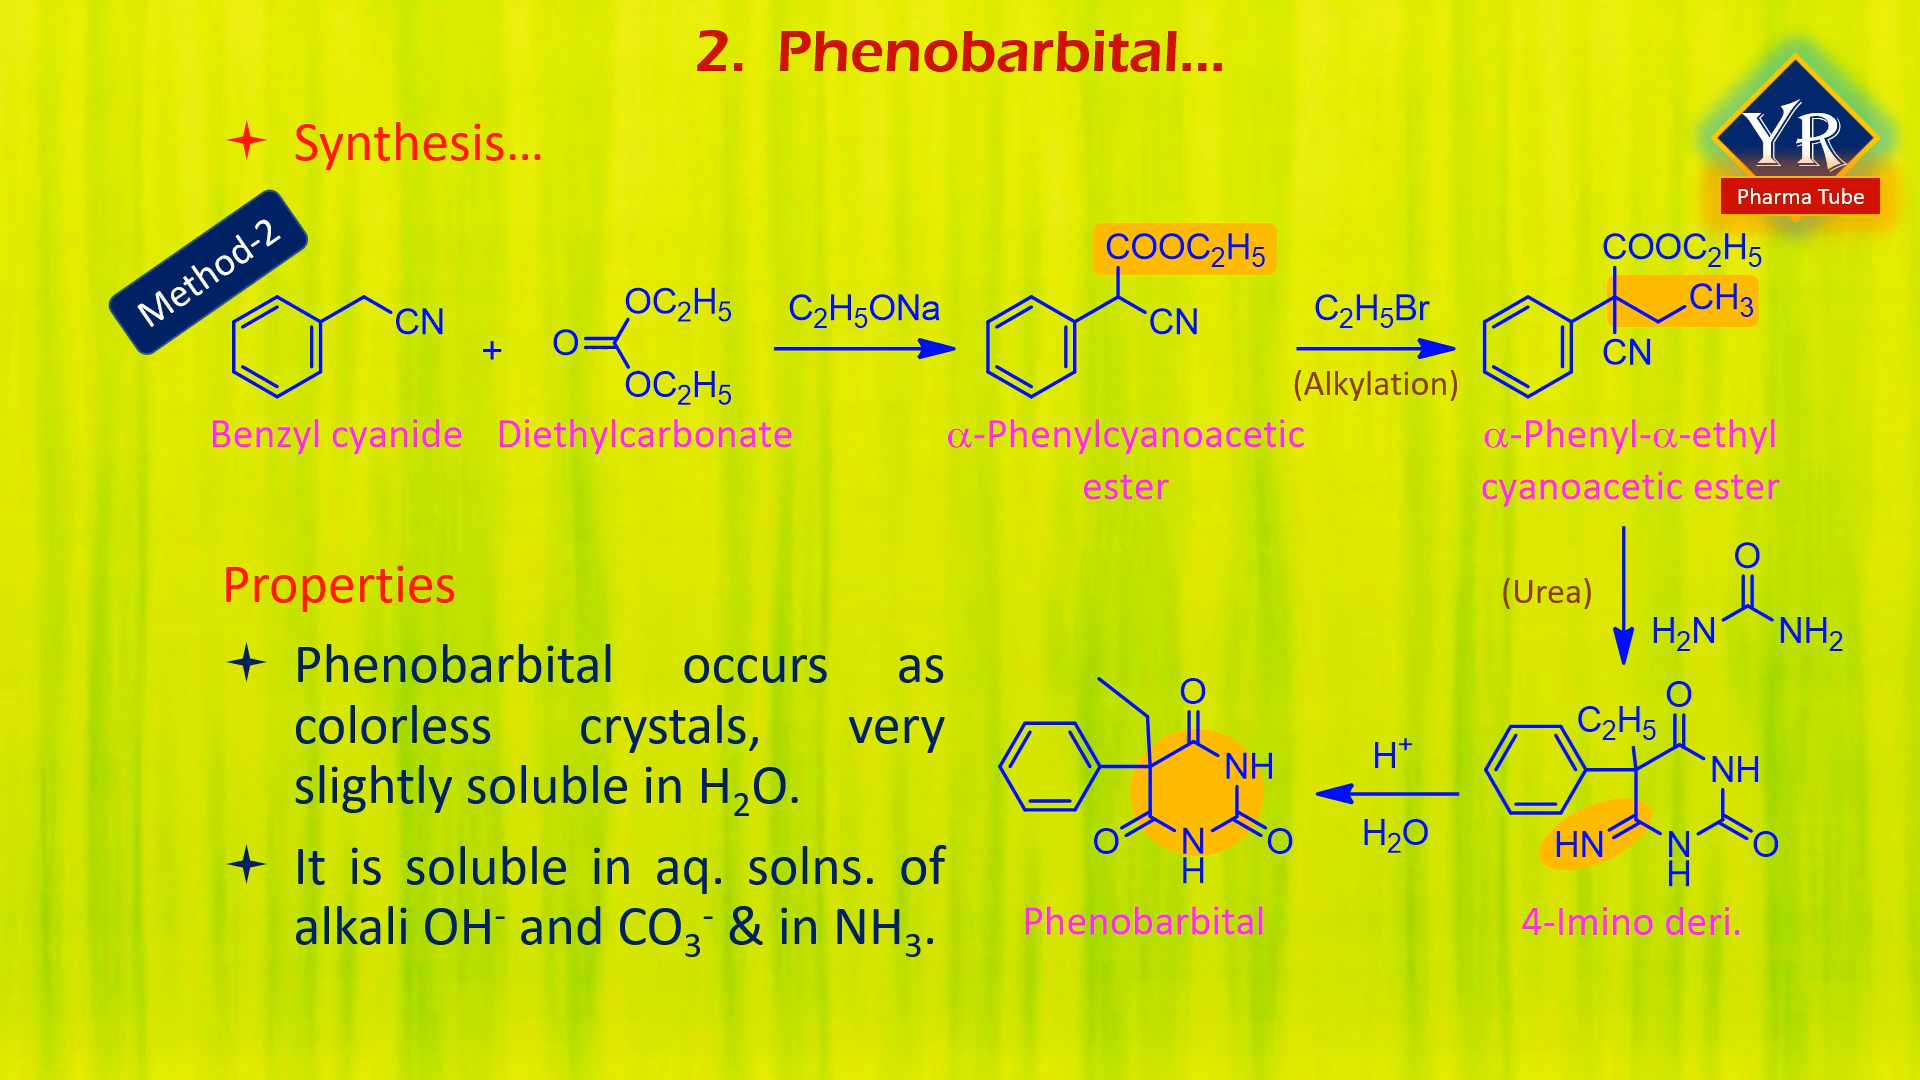 2. Phenobarbital...
YR
Pharma Tube
Synthesis...
Method-2
CN
+
O
OC₂H₅
OC₂H₅
C₂H₅ONa
COOC₂H₅
CN
C₂H₅Br
(Alkylation)
COOC₂H₅
CH₃
CN
Benzyl cyanide
Diethylcarbonate
α-Phenylcyanoacetic
ester
α-Phenyl-α-ethyl
cyanoacetic ester
(Urea)
O
H₂N
NH₂
Properties
Phenobarbital occurs as
colorless crystals, very
slightly soluble in H₂O.
It is soluble in aq. solns. of
alkali OH⁻ and CO₃⁻ & in NH₃.
O
NH
O
N
H
O
Phenobarbital
H⁺
H₂O
C₂H₅
O
NH
HN
N
H
O
4-Imino deri.